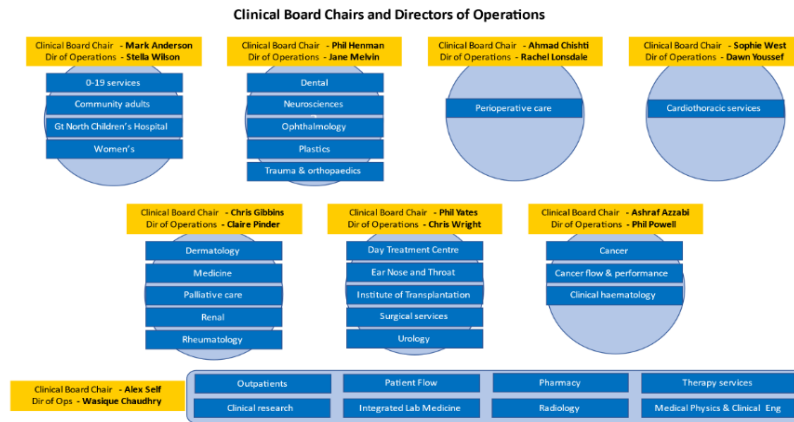 Clinical Board Chairs and Directors of Operations
Clinical Board Chair - Mark Anderson
Dir of Operations - Stella Wilson
0-19 services
Community adults
Gt North Children's Hospital
Women's
Clinical Board Chair - Phil Henman
Dir of Operations - Jane Melvin
Dental
Neurosciences
Ophthalmology
Plastics
Trauma & orthopaedics
Clinical Board Chair - Ahmad Chishti
Dir of Operations - Rachel Lonsdale
Perioperative care
Clinical Board Chair - Sophie West
Dir of Operations - Dawn Youssef
Cardiothoracic services
Clinical Board Chair - Chris Gibbins
Dir of Operations - Claire Pinder
Dermatology
Medicine
Palliative care
Renal
Rheumatology
Clinical Board Chair - Phil Yates
Dir of Operations - Chris Wright
Day Treatment Centre
Ear Nose and Throat
Institute of Transplantation
Surgical services
Urology
Clinical Board Chair - Ashraf Azzabi
Dir of Operations - Phil Powell
Cancer
Cancer flow & performance
Clinical haematology
Clinical Board Chair - Alex Self
Dir of Ops - Wasique Chaudhry
Outpatients
Patient Flow
Pharmacy
Therapy services
Clinical research
Integrated Lab Medicine
Radiology
Medical Physics & Clinical Eng